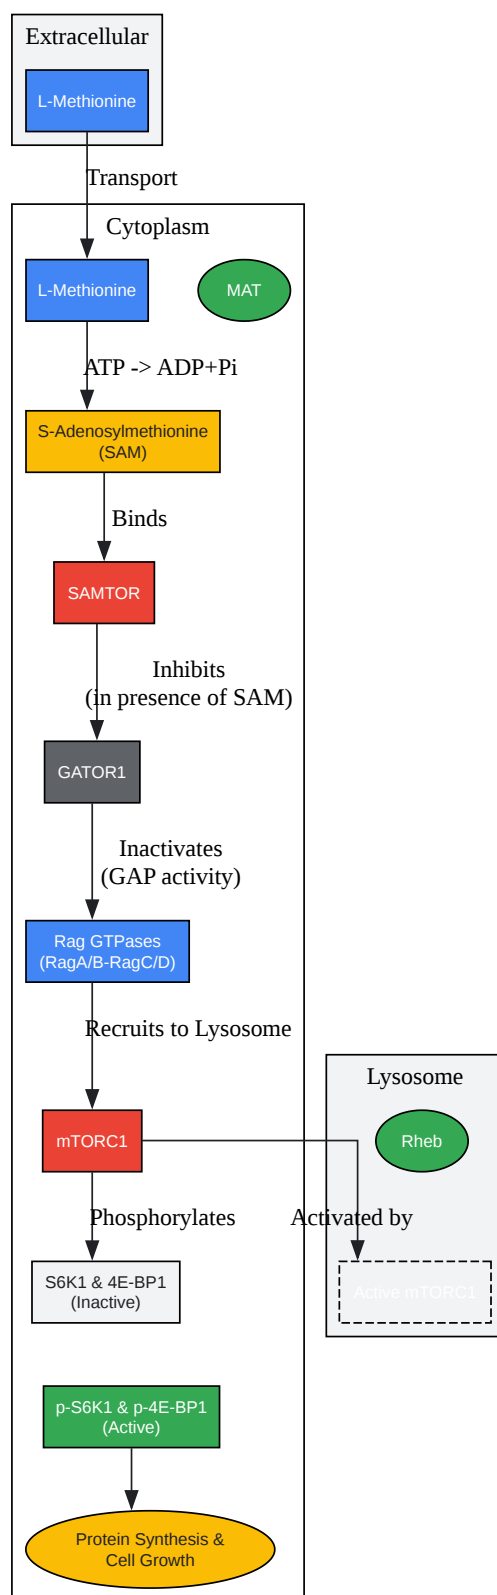 Extracellular
L-Methionine
Transport
Cytoplasm
L-Methionine
MAT
ATP -> ADP+Pi
S-Adenosylmethionine
(SAM)
Binds
SAMTOR
Inhibits
(in presence of SAM)
GATOR1
Inactivates
(GAP activity)
Rag GTPases
(RagA/B-RagC/D)
Recruits to Lysosome
Lysosome
mTORC1
Rheb
Phosphorylates
Activated by
S6K1 & 4E-BP1
(Inactive)
Active mTORC1
p-S6K1 & p-4E-BP1
(Active)
Protein Synthesis &
Cell Growth